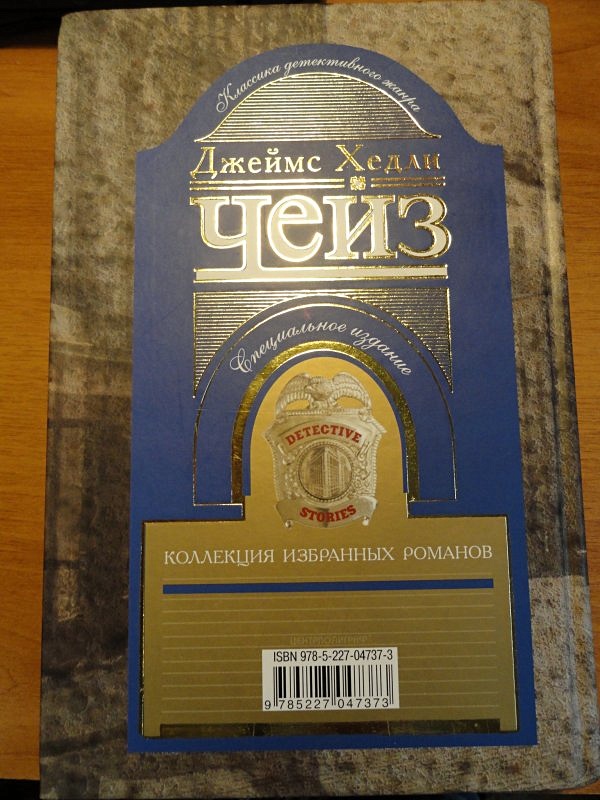 Классика детективного жанра
Джеймс Хедли
Чейз
Специальное издание
DETECTIVE
STORIES
КОЛЛЕКЦИЯ ИЗБРАННЫХ РОМАНОВ
ЦЕНТРПОЛИГРАФ
ISBN 978-5-227-04737-3
9 785227 047373